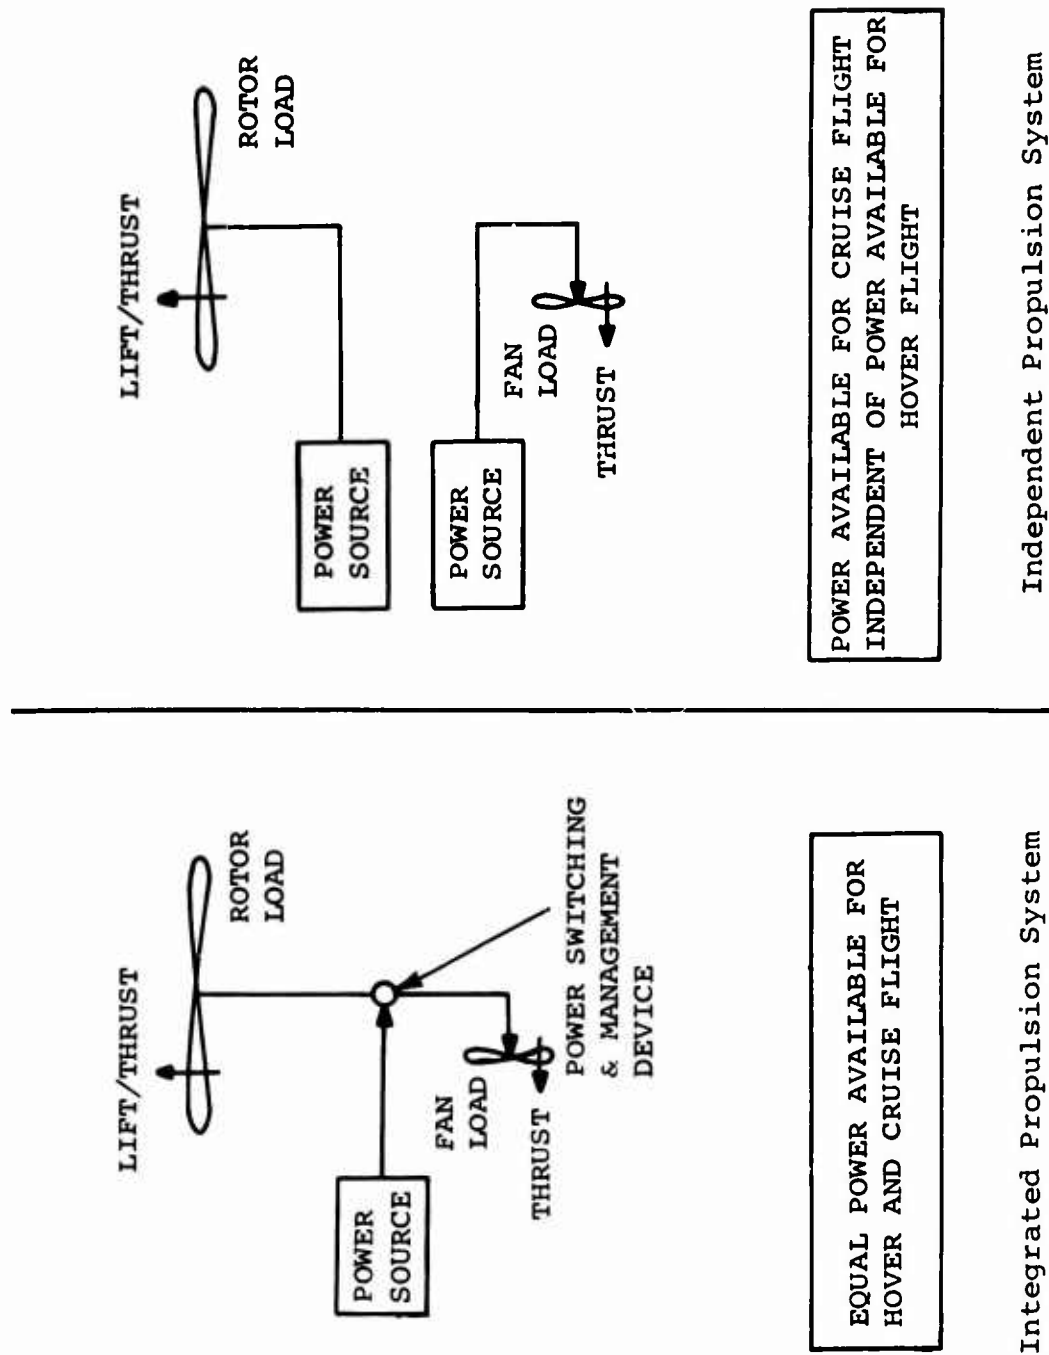 LIFT/THRUST
ROTOR
LOAD
POWER
SOURCE
FAN
LOAD
THRUST
POWER SWITCHING
& MANAGEMENT
DEVICE
EQUAL POWER AVAILABLE FOR
HOVER AND CRUISE FLIGHT
Integrated Propulsion System
LIFT/THRUST
ROTOR
LOAD
POWER
SOURCE
POWER
SOURCE
FAN
LOAD
THRUST
POWER AVAILABLE FOR CRUISE FLIGHT
INDEPENDENT OF POWER AVAILABLE FOR
HOVER FLIGHT
Independent Propulsion System